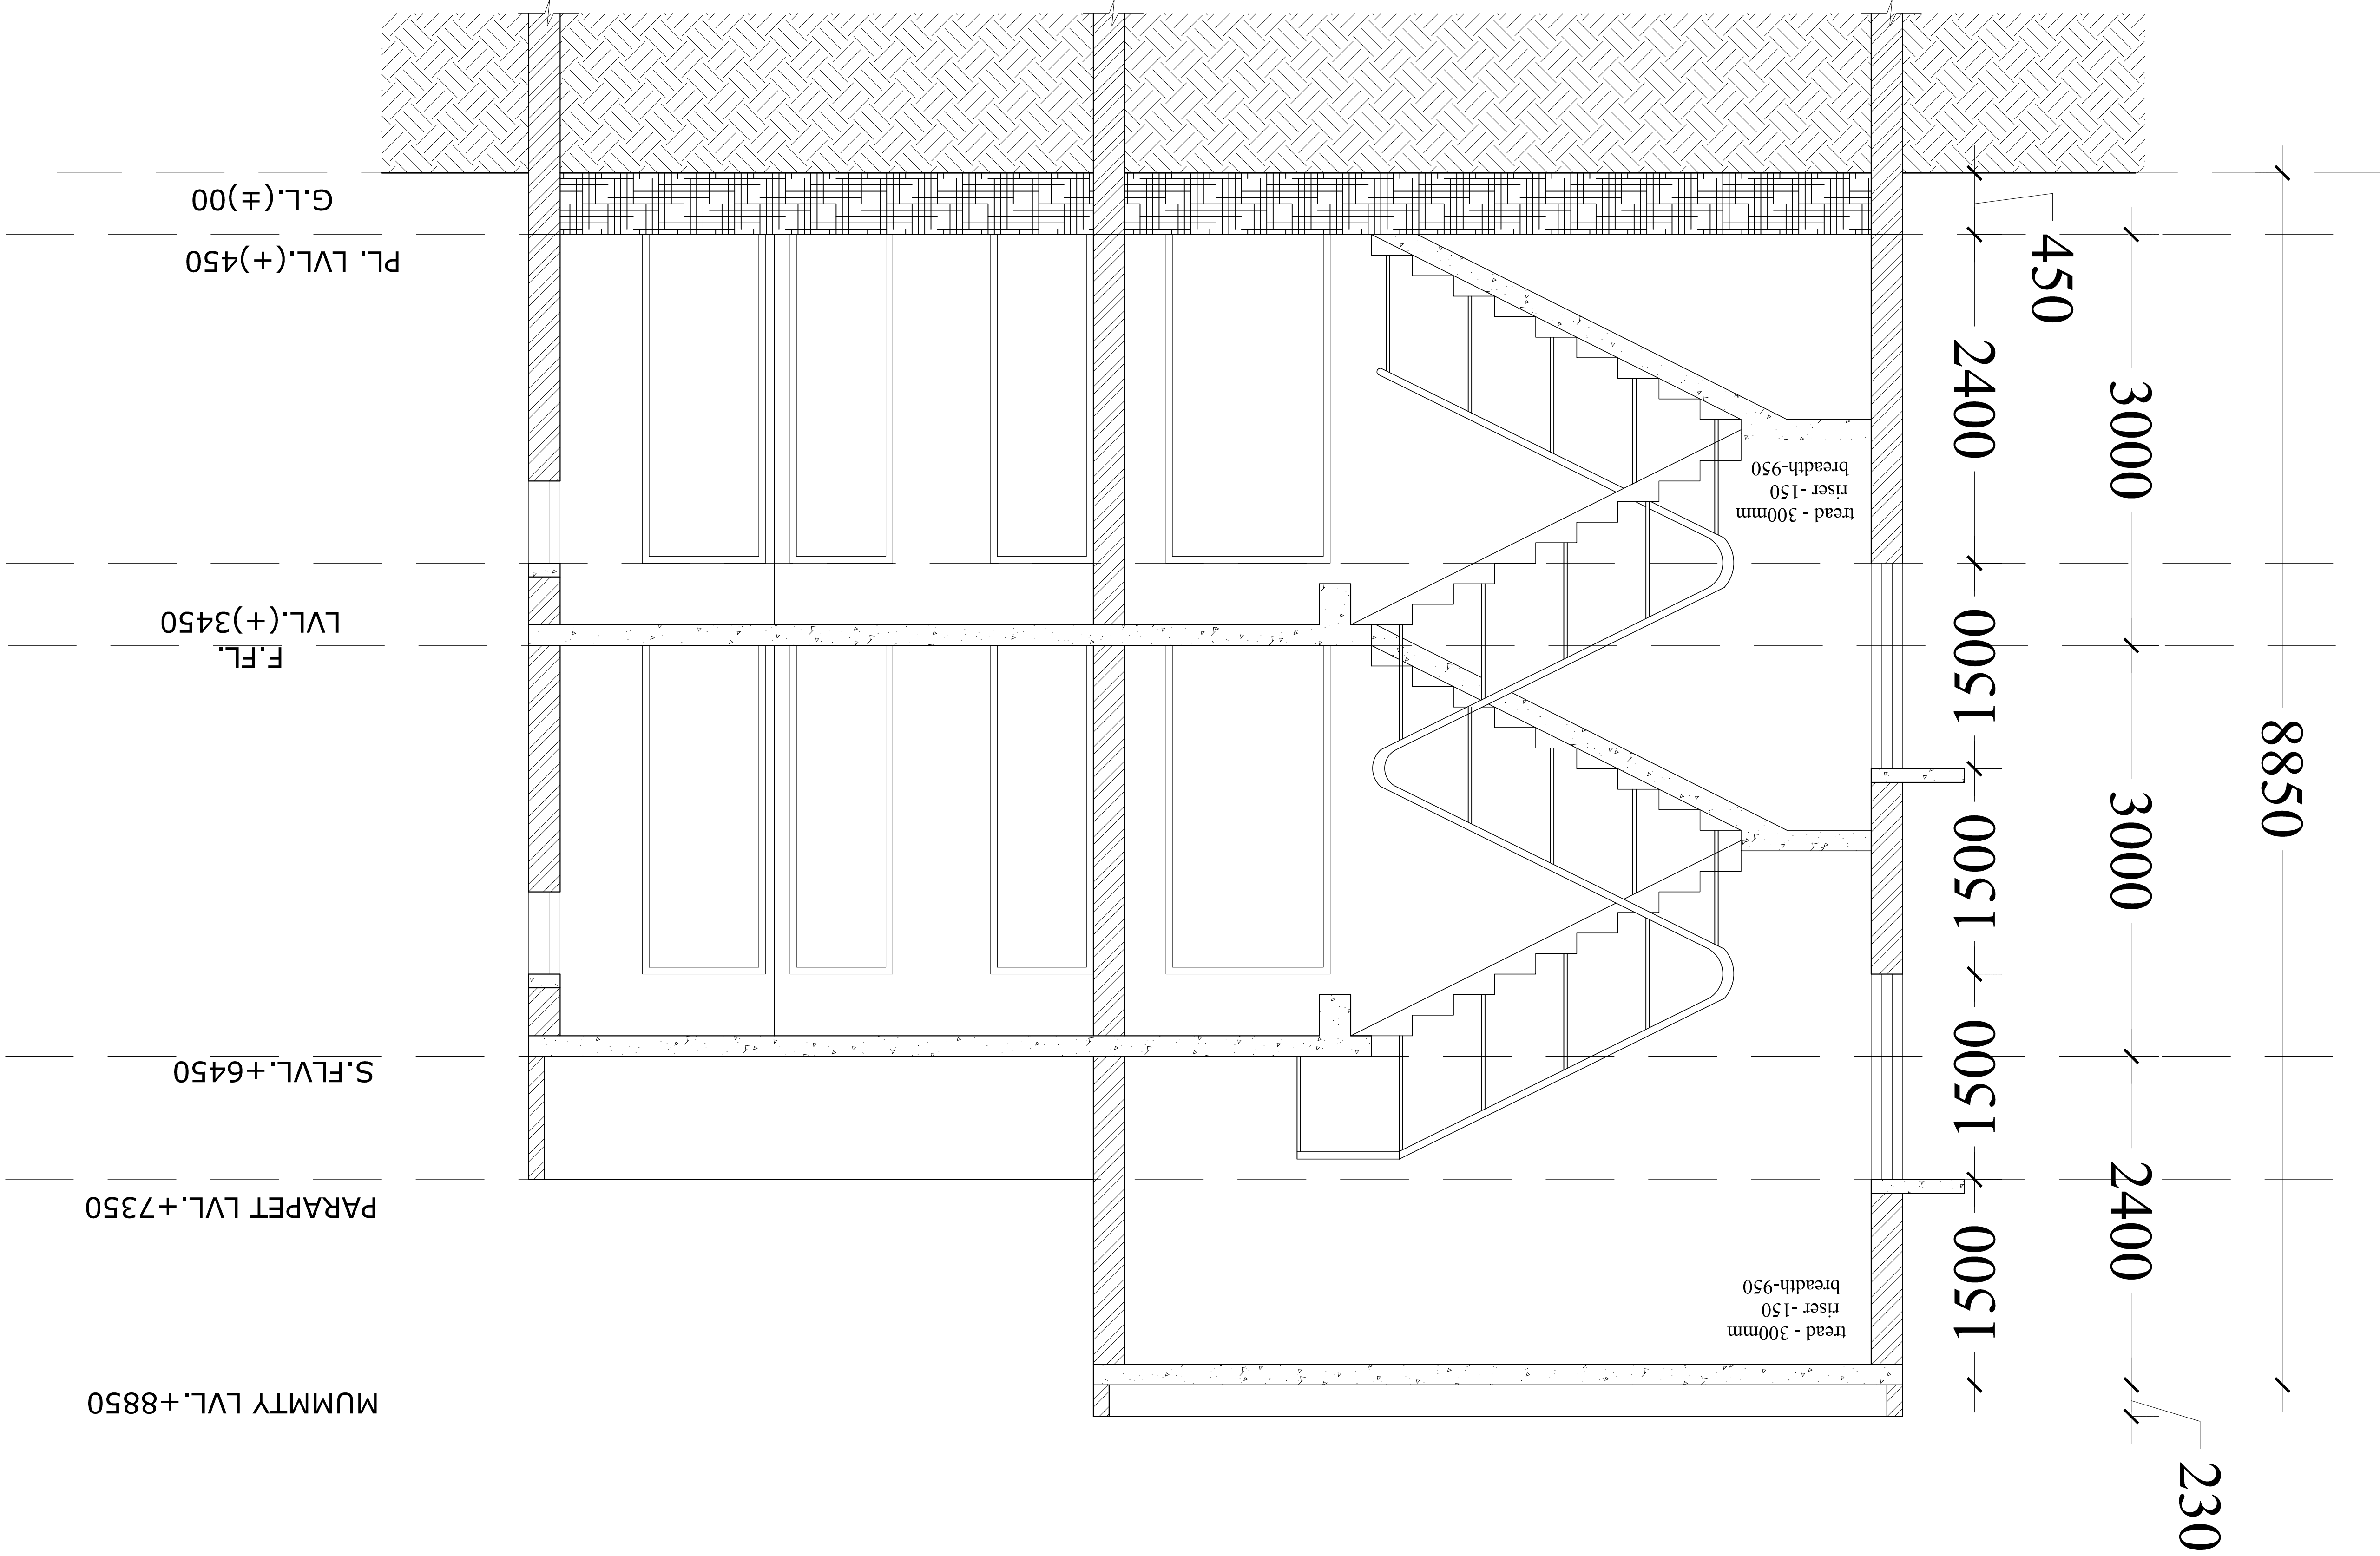 230
MUMMTY LVL.+8850
tread - 300mm
riser -150
breadth-950
1500
2400
PARAPET LVL.+7350
1500
S.FLVL.+6450
1500
3000
8850
F.FL.
LVL.(+)3450
1500
tread - 300mm
riser -150
breadth-950
3000
2400
450
PL. LVL.(+)450
G.L.(±)00